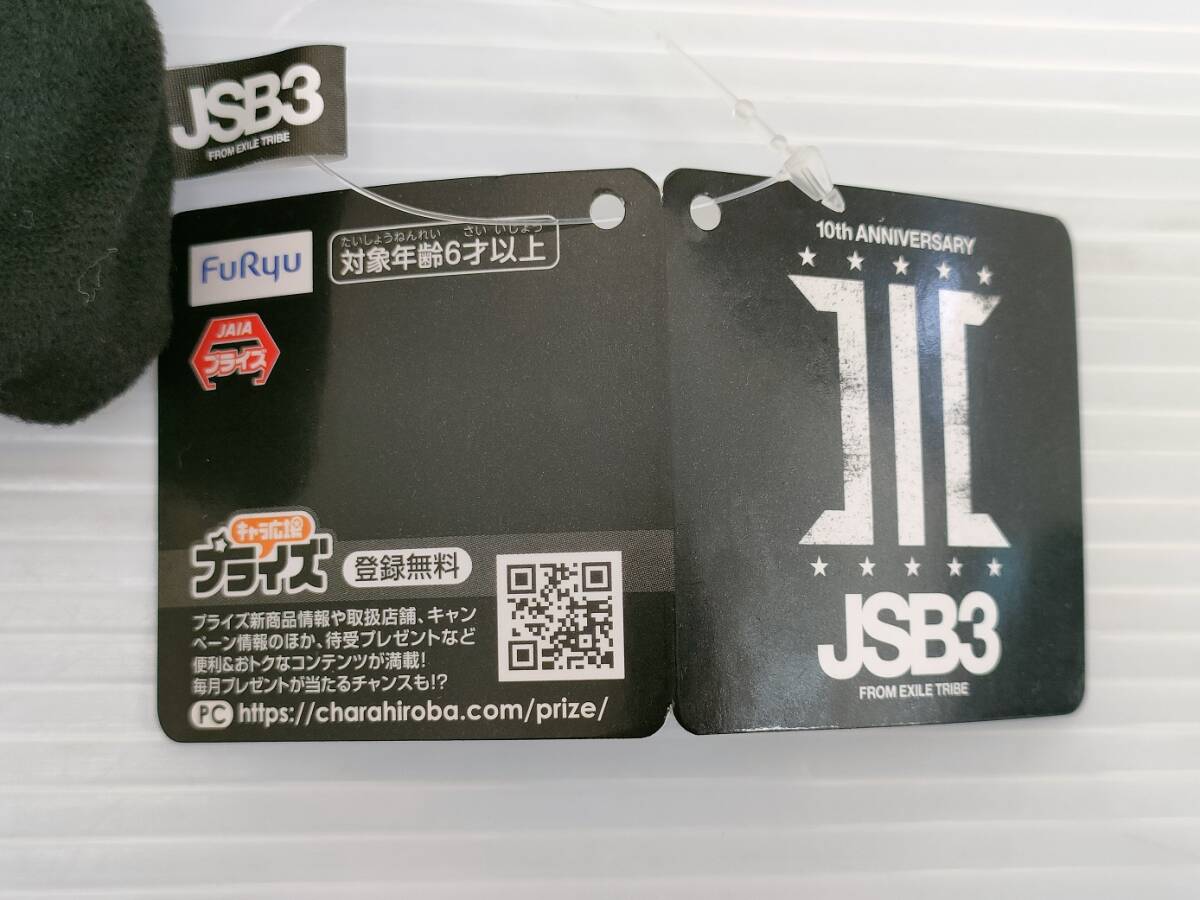 JSB3
FROM EXILE TRIBE
FuRyu
たいしょうねんれい さい いじょう
対象年齢6才以上
JAIA
プライズ
キャラ広場
プライズ
登録無料
プライズ新商品情報や取扱店舗、キャン
ペーン情報のほか、待受プレゼントなど
便利&おトクなコンテンツが満載!
毎月プレゼントが当たるチャンスも!?
PC https://charahiroba.com/prize/
10th ANNIVERSARY
JSB3
FROM EXILE TRIBE